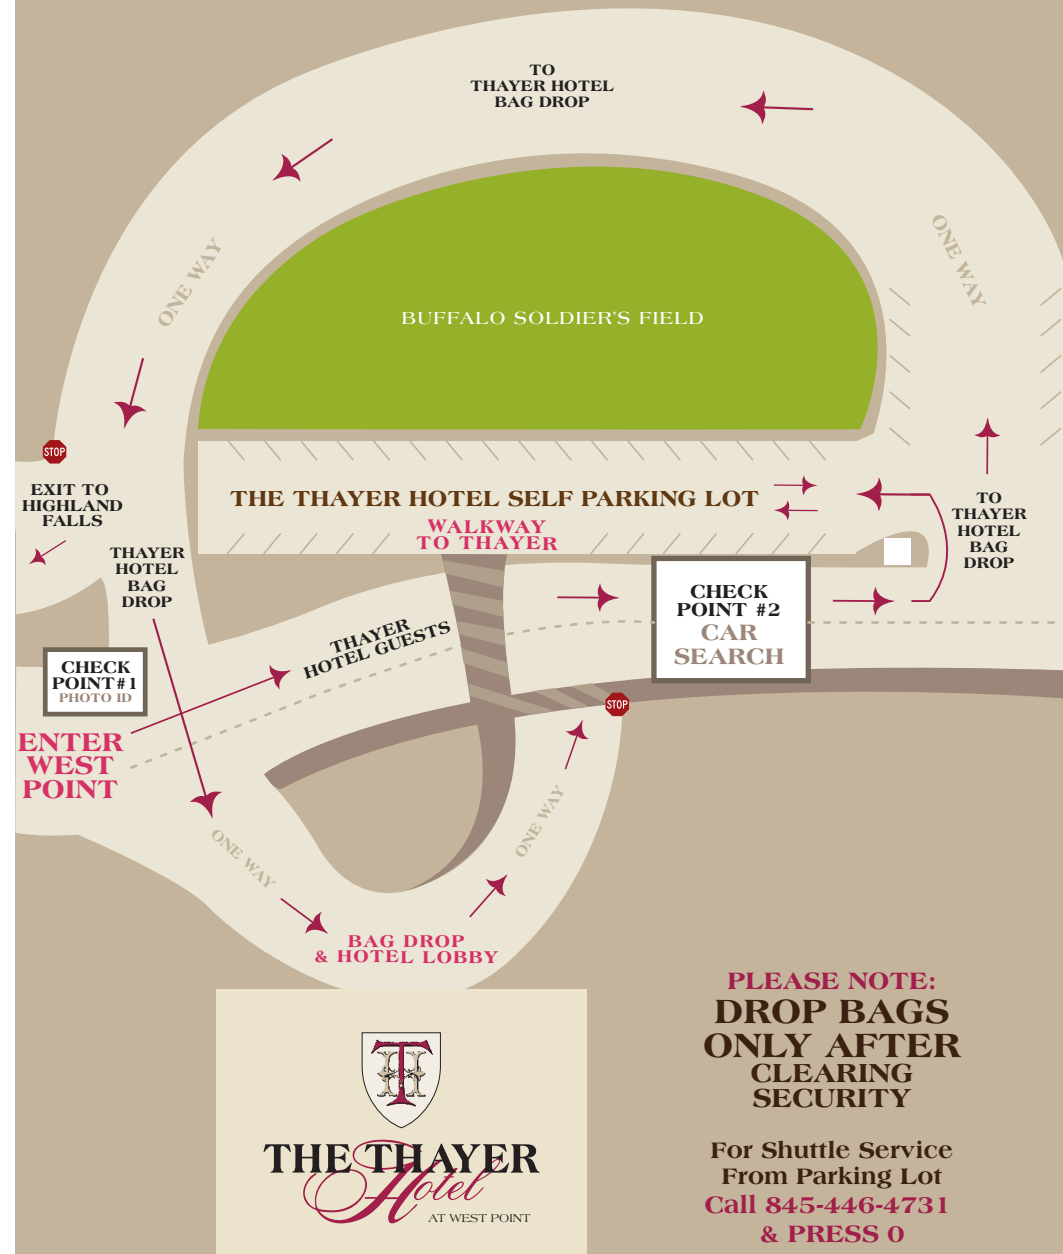 TO
THAYER HOTEL
BAG DROP
ONE WAY
ONE WAY
BUFFALO SOLDIER'S FIELD
STOP
EXIT TO
HIGHLAND
FALLS
THE THAYER HOTEL SELF PARKING LOT
WALKWAY
TO THAYER
TO
THAYER
HOTEL
BAG
DROP
THAYER
HOTEL
BAG
DROP
CHECK
POINT #2
CAR
SEARCH
THAYER
HOTEL GUESTS
CHECK
POINT#1
PHOTO ID
ENTER
WEST
POINT
STOP
ONE WAY
ONE WAY
BAG DROP
& HOTEL LOBBY
TH
THE THAYER
Hotel
AT WEST POINT
PLEASE NOTE:
DROP BAGS
ONLY AFTER
CLEARING
SECURITY
For Shuttle Service
From Parking Lot
Call 845-446-4731
& PRESS 0